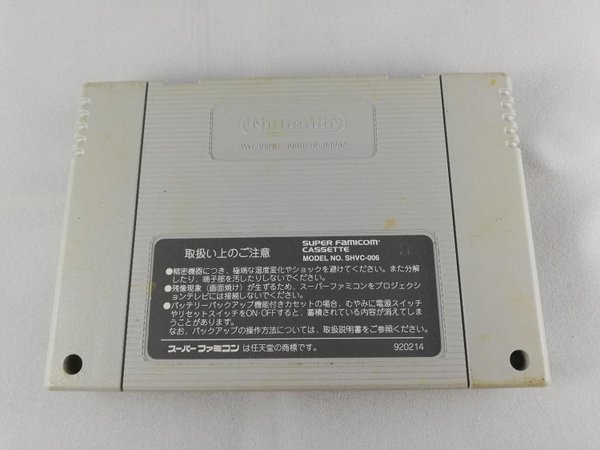 Nintendo
PAT. PEND. MADE IN JAPAN
取扱い上のご注意
SUPER FAMICOM
CASSETTE
MODEL NO. SHVC-006
●精密機器につき、極端な温度変化やショックを避けてください。また分解
したり、端子部を汚したりしないでください。
●残像現象（画面焼け）が生ずるため、スーパーファミコンをプロジェク
ションテレビには接続しないでください。
●バッテリーバックアップ機能付きカセットの場合、むやみに電源スイッチ
やリセットスイッチをON·OFFすると、蓄積されている内容が消えてしま
うことがあります。
なお、バックアップの操作方法については、取扱説明書をご参照ください。
スーパーファミコン は任天堂の商標です。
920214